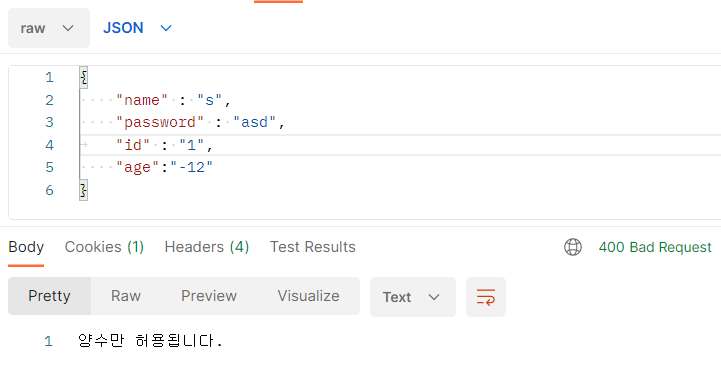 raw JSON
1 {
2 "name" : "s",
3 "password" : "asd",
4 "id" : "1",
5 "age":"-12"
6 }
Body Cookies (1) Headers (4) Test Results 400 Bad Request
Pretty Raw Preview Visualize Text
1 양수만 허용됩니다.